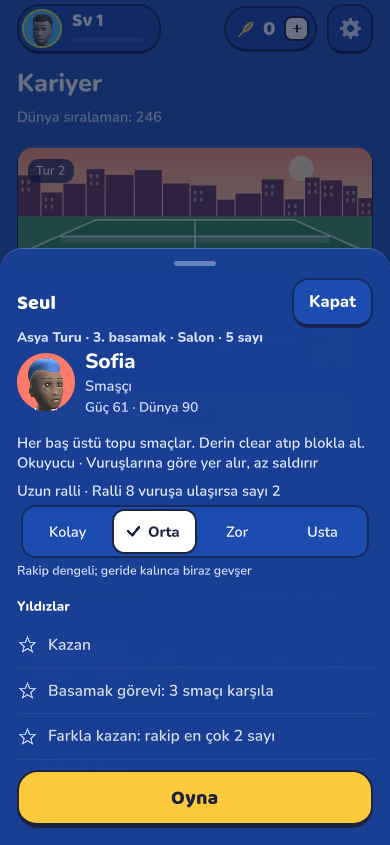 Sv 1
0
+
Kariyer
Dünya sıralaman: 246
Tur 2
Seul
Kapat
Asya Turu · 3. basamak · Salon · 5 sayı
Sofia
Smaşçı
Güç 61 · Dünya 90
Her baş üstü topu smaçlar. Derin clear atıp blokla al.
Okuyucu · Vuruşlarına göre yer alır, az saldırır
Uzun ralli · Ralli 8 vuruşa ulaşırsa sayı 2
Kolay
Orta
Zor
Usta
Rakip dengeli; geride kalınca biraz gevşer
Yıldızlar
Kazan
Basamak görevi: 3 smaçı karşıla
Farkla kazan: rakip en çok 2 sayı
Oyna